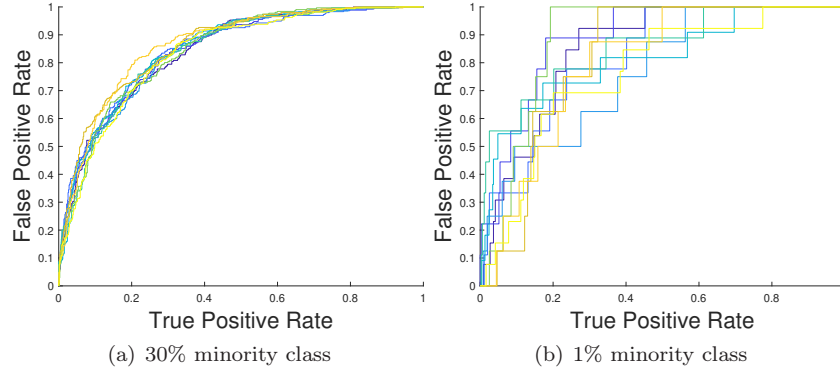 1
0.9
0.8
0.7
0.6
0.5
0.4
0.3
0.2
0.1
0
False Positive Rate
0 0.2 0.4 0.6 0.8 1
True Positive Rate
(a) 30% minority class
1
0.9
0.8
0.7
0.6
0.5
0.4
0.3
0.2
0.1
0
False Positive Rate
0 0.2 0.4 0.6 0.8
True Positive Rate
(b) 1% minority class